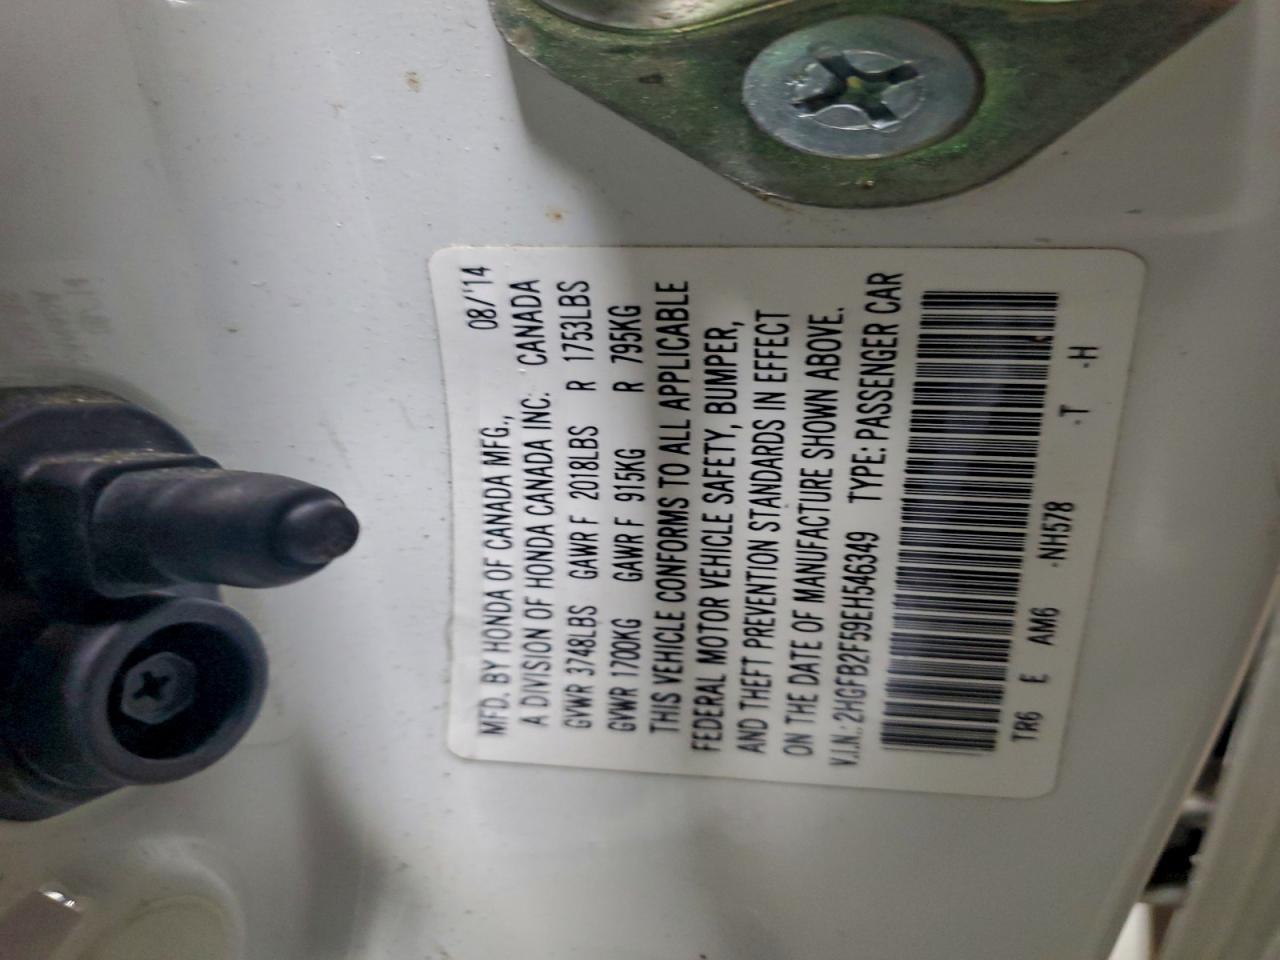 MFD. BY HONDA OF CANADA MFG., 08/'14
A DIVISION OF HONDA CANADA INC. CANADA
GVWR 3748LBS GAWR F 2018LBS R 1753LBS
GVWR 1700KG GAWR F 915KG R 795KG
THIS VEHICLE CONFORMS TO ALL APPLICABLE
FEDERAL MOTOR VEHICLE SAFETY, BUMPER,
AND THEFT PREVENTION STANDARDS IN EFFECT
ON THE DATE OF MANUFACTURE SHOWN ABOVE.
V.I.N.: 2HGFB2F59EH546349 TYPE: PASSENGER CAR
TR6 E AM6 -NH578 -T -H